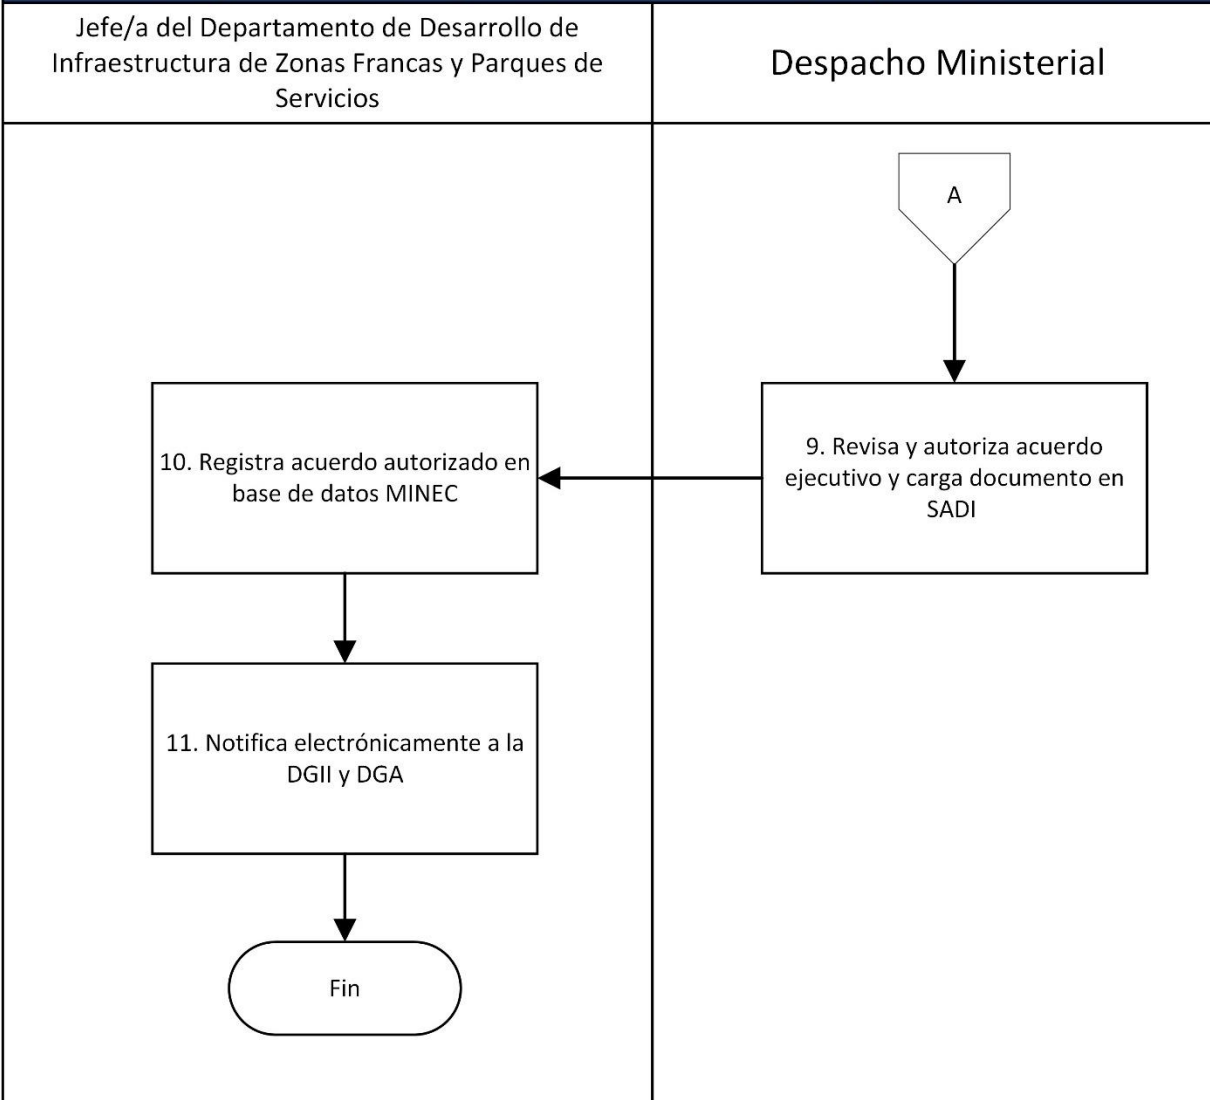 Jefe/a del Departamento de Desarrollo de
Infraestructura de Zonas Francas y Parques de
Servicios
Despacho Ministerial
A
9. Revisa y autoriza acuerdo
ejecutivo y carga documento en
SADI
10. Registra acuerdo autorizado en
base de datos MINEC
11. Notifica electrónicamente a la
DGII y DGA
Fin